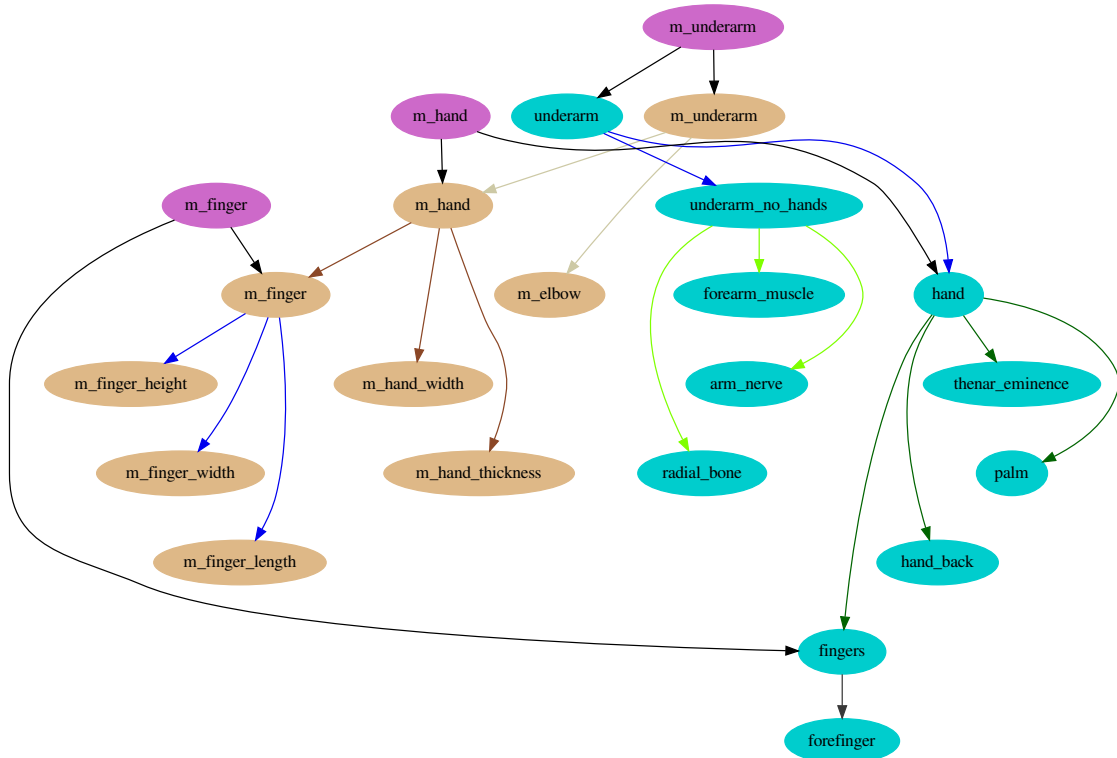 m_underarm
m_hand
underarm
m_underarm
m_finger
m_hand
underarm_no_hands
m_finger
m_elbow
forearm_muscle
hand
m_finger_height
m_hand_width
arm_nerve
thenar_eminence
m_finger_width
m_hand_thickness
radial_bone
palm
m_finger_length
hand_back
fingers
forefinger